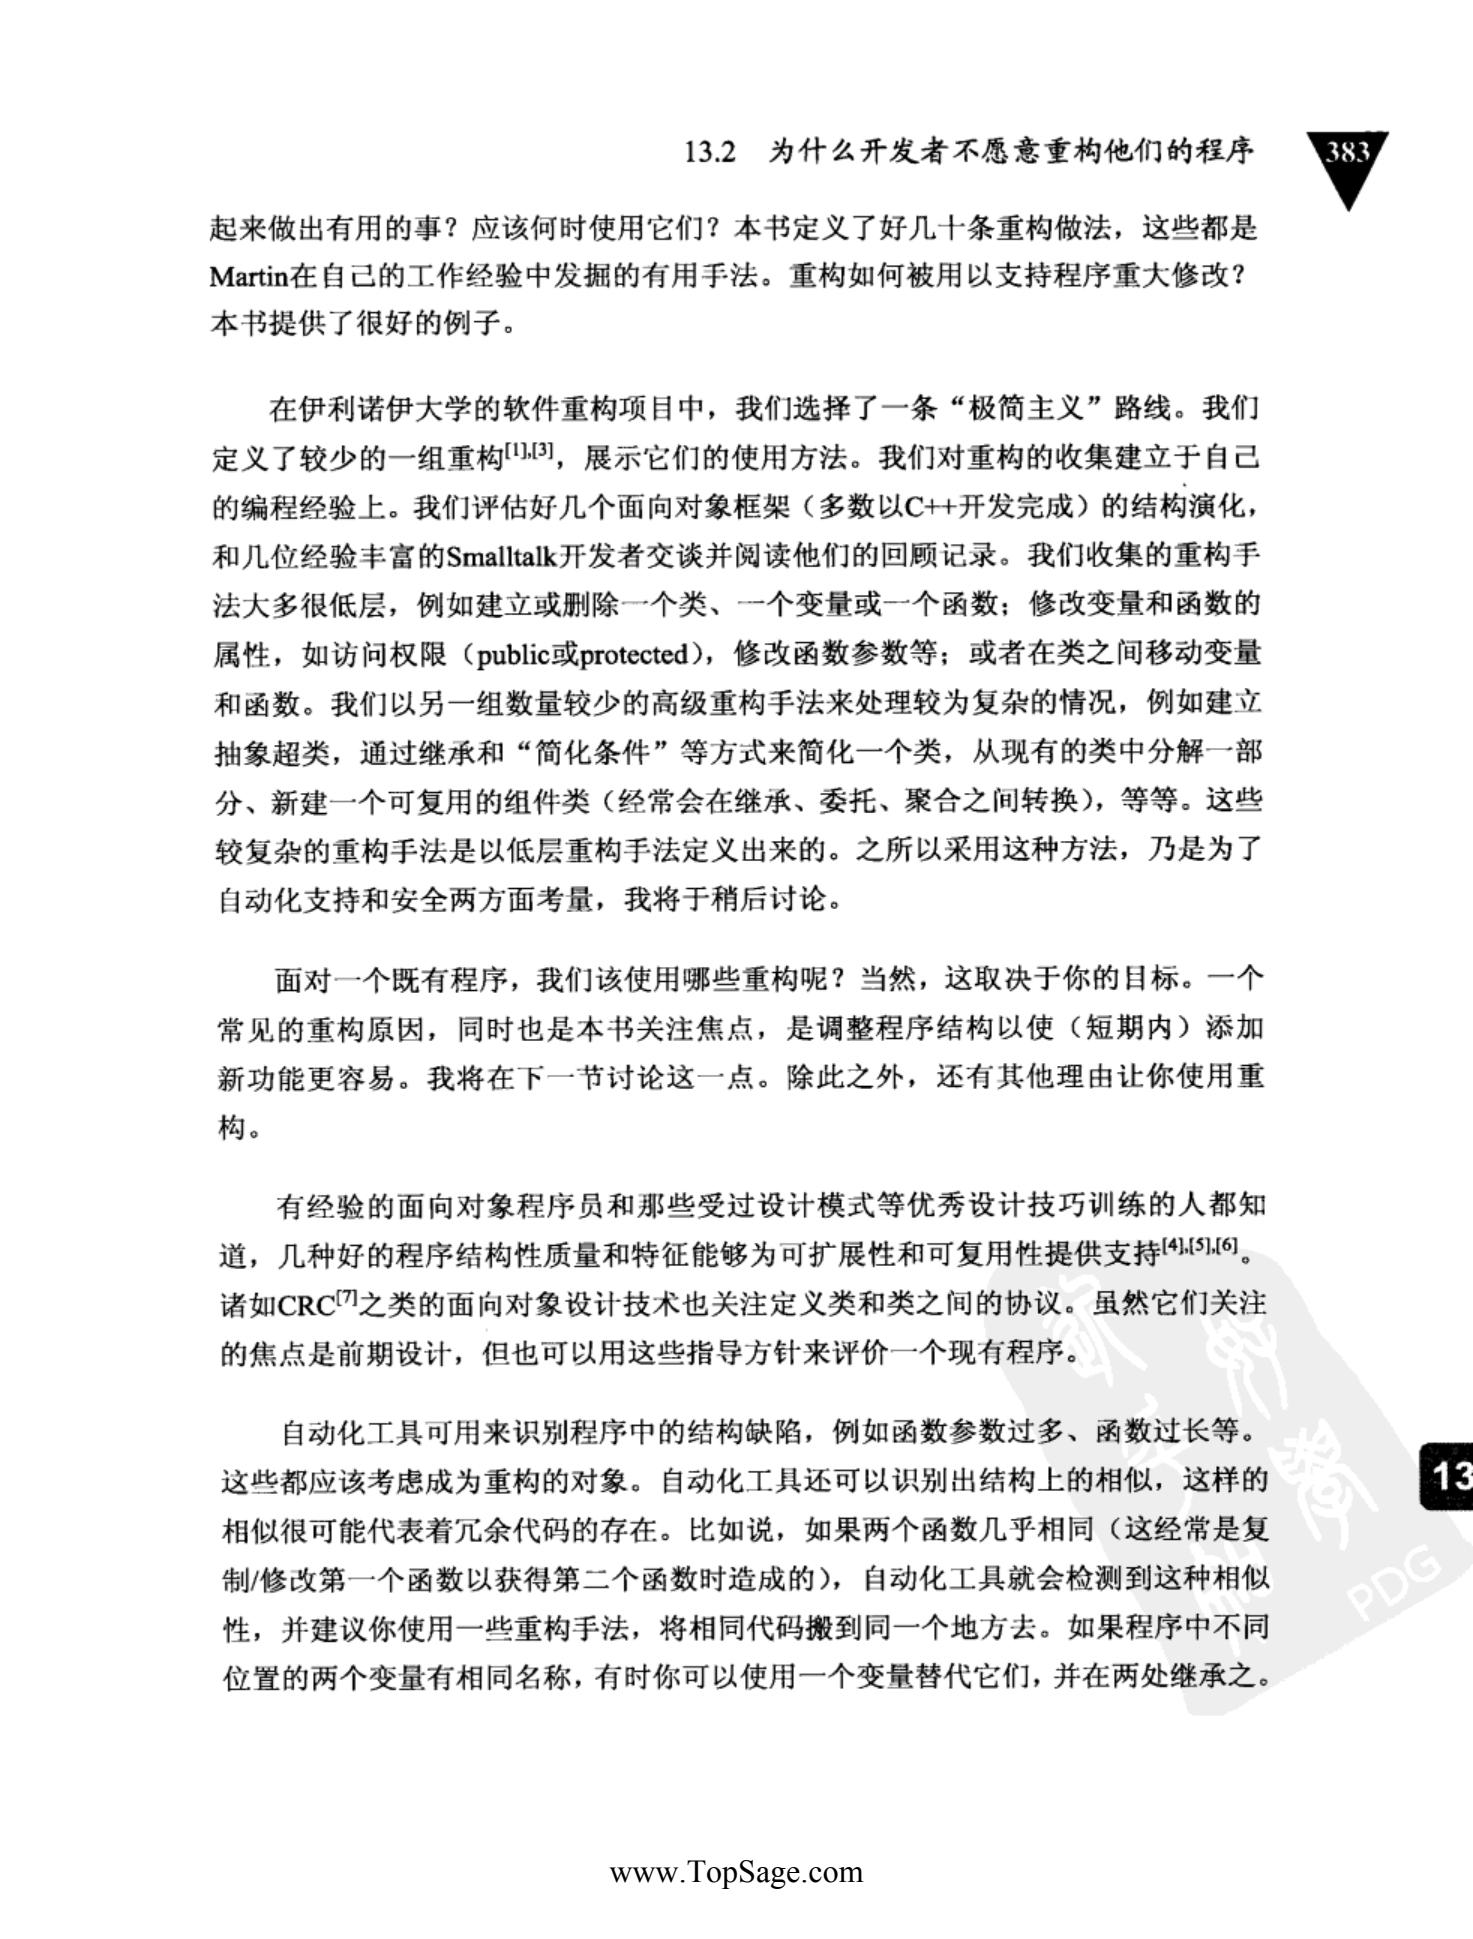 13.2 为什么开发者不愿意重构他们的程序
383
起来做出有用的事？应该何时使用它们？本书定义了好几十条重构做法，这些都是
Martin在自己的工作经验中发掘的有用手法。重构如何被用以支持程序重大修改？
本书提供了很好的例子。
在伊利诺伊大学的软件重构项目中，我们选择了一条“极简主义”路线。我们
定义了较少的一组重构[1],[3]，展示它们的使用方法。我们对重构的收集建立于自己
的编程经验上。我们评估好几个面向对象框架（多数以C++开发完成）的结构演化，
和几位经验丰富的Smalltalk开发者交谈并阅读他们的回顾记录。我们收集的重构手
法大多很低层，例如建立或删除一个类、一个变量或一个函数；修改变量和函数的
属性，如访问权限（public或protected），修改函数参数等；或者在类之间移动变量
和函数。我们以另一组数量较少的高级重构手法来处理较为复杂的情况，例如建立
抽象超类，通过继承和“简化条件”等方式来简化一个类，从现有的类中分解一部
分、新建一个可复用的组件类（经常会在继承、委托、聚合之间转换），等等。这些
较复杂的重构手法是以低层重构手法定义出来的。之所以采用这种方法，乃是为了
自动化支持和安全两方面考量，我将于稍后讨论。
面对一个既有程序，我们该使用哪些重构呢？当然，这取决于你的目标。一个
常见的重构原因，同时也是本书关注焦点，是调整程序结构以使（短期内）添加
新功能更容易。我将在下一节讨论这一点。除此之外，还有其他理由让你使用重
构。
有经验的面向对象程序员和那些受过设计模式等优秀设计技巧训练的人都知
道，几种好的程序结构性质量和特征能够为可扩展性和可复用性提供支持[4],[5],[6]。
诸如CRC[7]之类的面向对象设计技术也关注定义类和类之间的协议。虽然它们关注
的焦点是前期设计，但也可以用这些指导方针来评价一个现有程序。
自动化工具可用来识别程序中的结构缺陷，例如函数参数过多、函数过长等。
这些都应该考虑成为重构的对象。自动化工具还可以识别出结构上的相似，这样的
相似很可能代表着冗余代码的存在。比如说，如果两个函数几乎相同（这经常是复
制/修改第一个函数以获得第二个函数时造成的），自动化工具就会检测到这种相似
性，并建议你使用一些重构手法，将相同代码搬到同一个地方去。如果程序中不同
位置的两个变量有相同名称，有时你可以使用一个变量替代它们，并在两处继承之。
13
PDG
www.TopSage.com